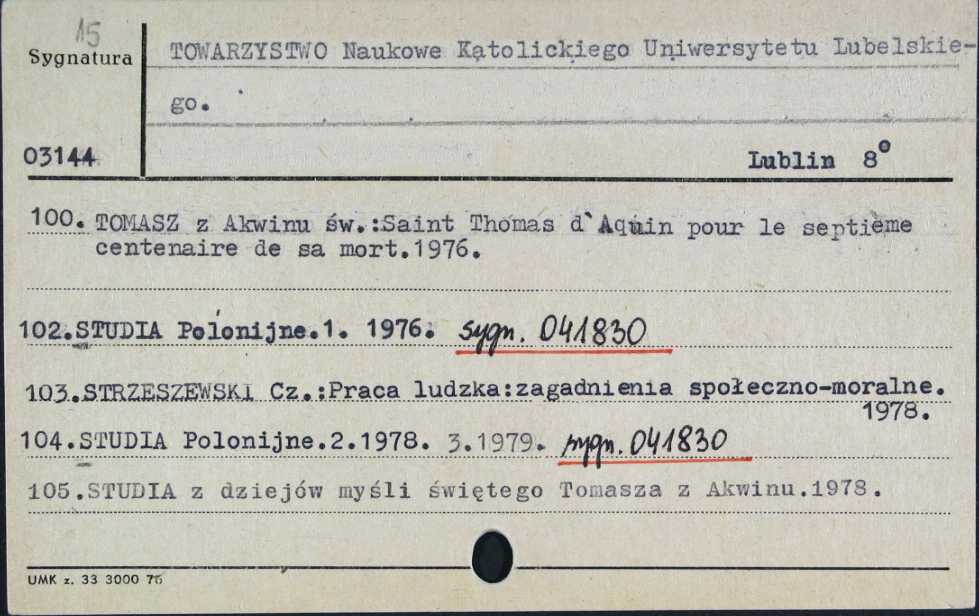 15
Sygnatura
TOWARZYSTWO Naukowe Kątolickiego Uniwersytetu Lubelskie-
go.
03144
Lublin 8°
100. TOMASZ z Akwinu św.:Saint Thomas d`Aquin pour le septième
centenaire de sa mort.1976.
102.STUDIA Polonijne.1. 1976. sygn. 041830
103.STRZESZEWSKI Cz.:Praca ludzka:zagadnienia społeczno-moralne.
1978.
104.STUDIA Polonijne.2.1978. 3.1979. sygn. 041830
105.STUDIA z dziejów myśli świętego Tomasza z Akwinu.1978.
UMK z. 33 3000 76